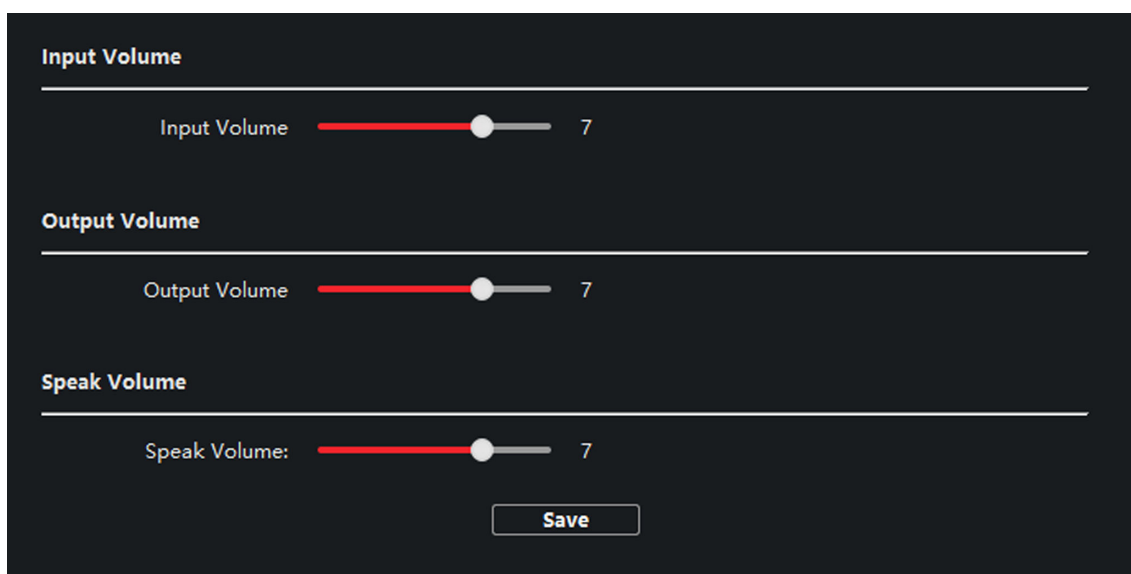 Input Volume
Input Volume 7
Output Volume
Output Volume 7
Speak Volume
Speak Volume: 7
Save